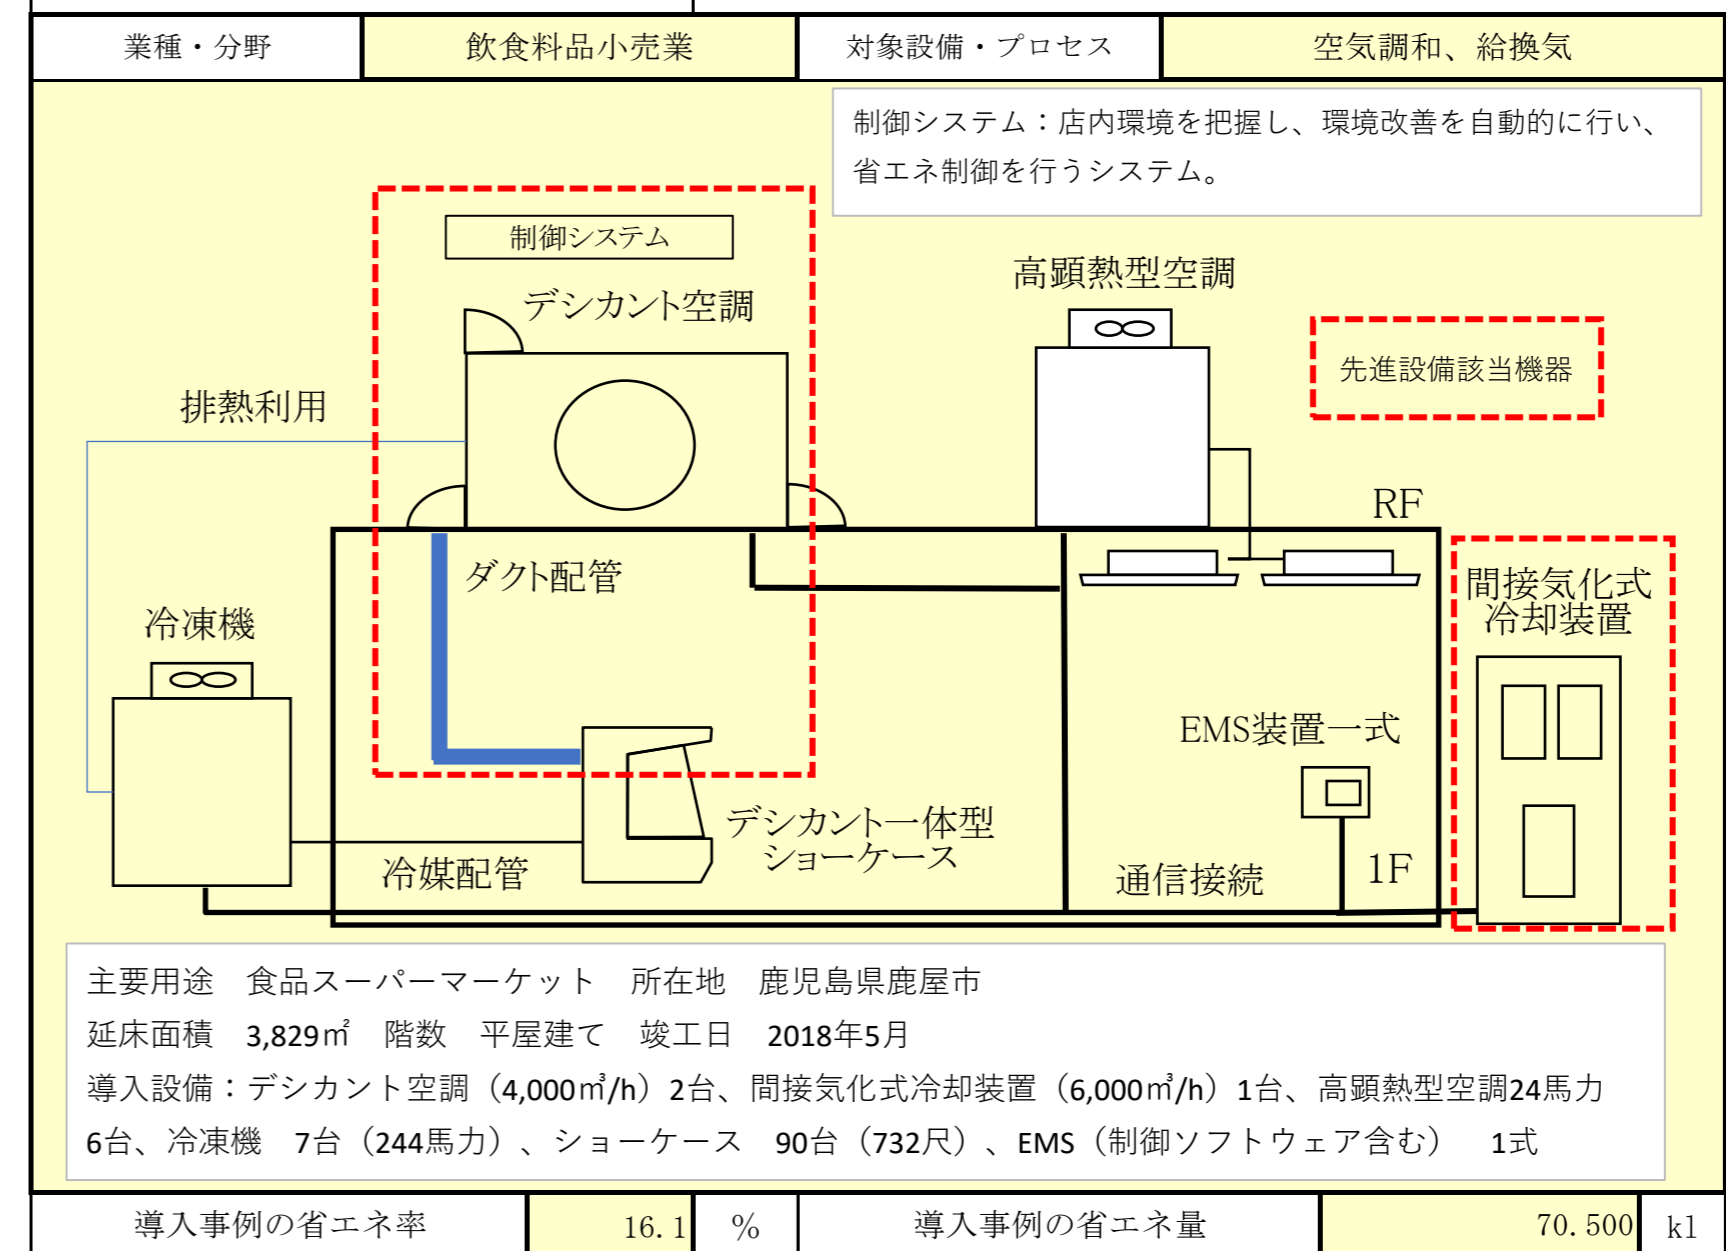 業種・分野 飲食料品小売業 対象設備・プロセス 空気調和、給換気
制御システム：店内環境を把握し、環境改善を自動的に行い、
省エネ制御を行うシステム。
制御システム
デシカント空調
高顕熱型空調
先進設備該当機器
排熱利用
RF
ダクト配管
間接気化式
冷却装置
冷凍機
EMS装置一式
デシカント一体型
ショーケース
冷媒配管
通信接続
1F
主要用途　食品スーパーマーケット　所在地　鹿児島県鹿屋市
延床面積　3,829㎡　階数　平屋建て　竣工日　2018年5月
導入設備：デシカント空調（4,000㎥/h）2台、間接気化式冷却装置（6,000㎥/h）1台、高顕熱型空調24馬力
6台、冷凍機　7台（244馬力）、ショーケース　90台（732尺）、EMS（制御ソフトウェア含む）　1式
導入事例の省エネ率 16.1 % 導入事例の省エネ量 70.500 kl